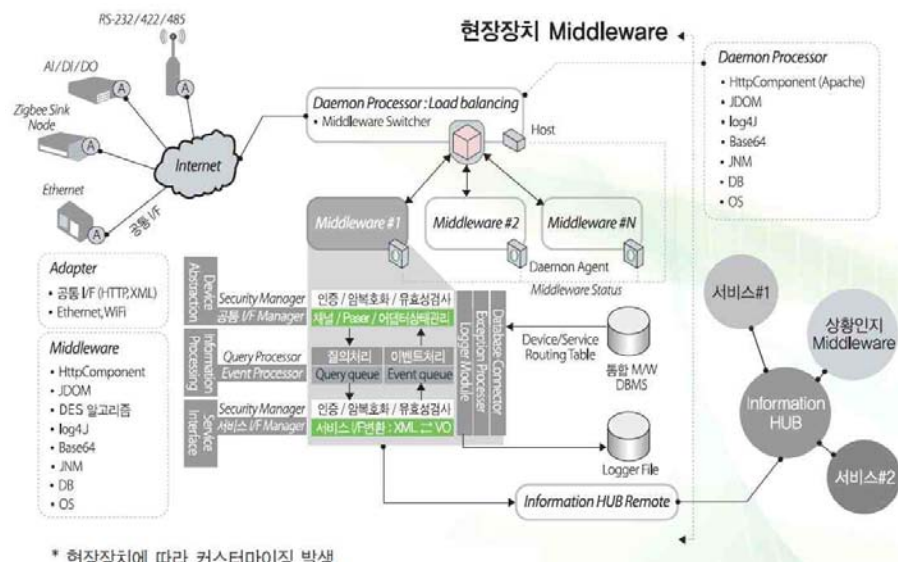 RS-232 / 422 / 485
AI / DI / DO
Zigbee Sink
Node
Ethernet
A
A
A
A
Internet
공통 I/F
현장장치 Middleware
Daemon Processor : Load balancing
• Middleware Switcher
Host
Middleware #1
Middleware #2
Middleware #N
Daemon Agent
Middleware Status
Daemon Processor
• HttpComponent (Apache)
• JDOM
• log4J
• Base64
• JNM
• DB
• OS
Adapter
• 공통 I/F (HTTP, XML)
• Ethernet, WiFi
Middleware
• HttpComponent
• JDOM
• DES 알고리즘
• log4J
• Base64
• JNM
• DB
• OS
Device
Abstraction
Information
Processing
Service
Interface
Security Manager
공통 I/F Manager
Query Processor
Event Processor
Security Manager
서비스 I/F Manager
인증 / 암복호화 / 유효성검사
채널 / Paser / 어댑터상태관리
질의처리
Query queue
이벤트처리
Event queue
인증 / 암복호화 / 유효성검사
서비스 I/F변환 : XML ⇄ VO
Database Connector
Exception Processer
Logger Module
Device/Service
Routing Table
통합 M/W
DBMS
Logger File
Information HUB Remote
서비스#1
상황인지
Middleware
Information
HUB
서비스#2
* 현장장치에 따라 커스터마이징 발생